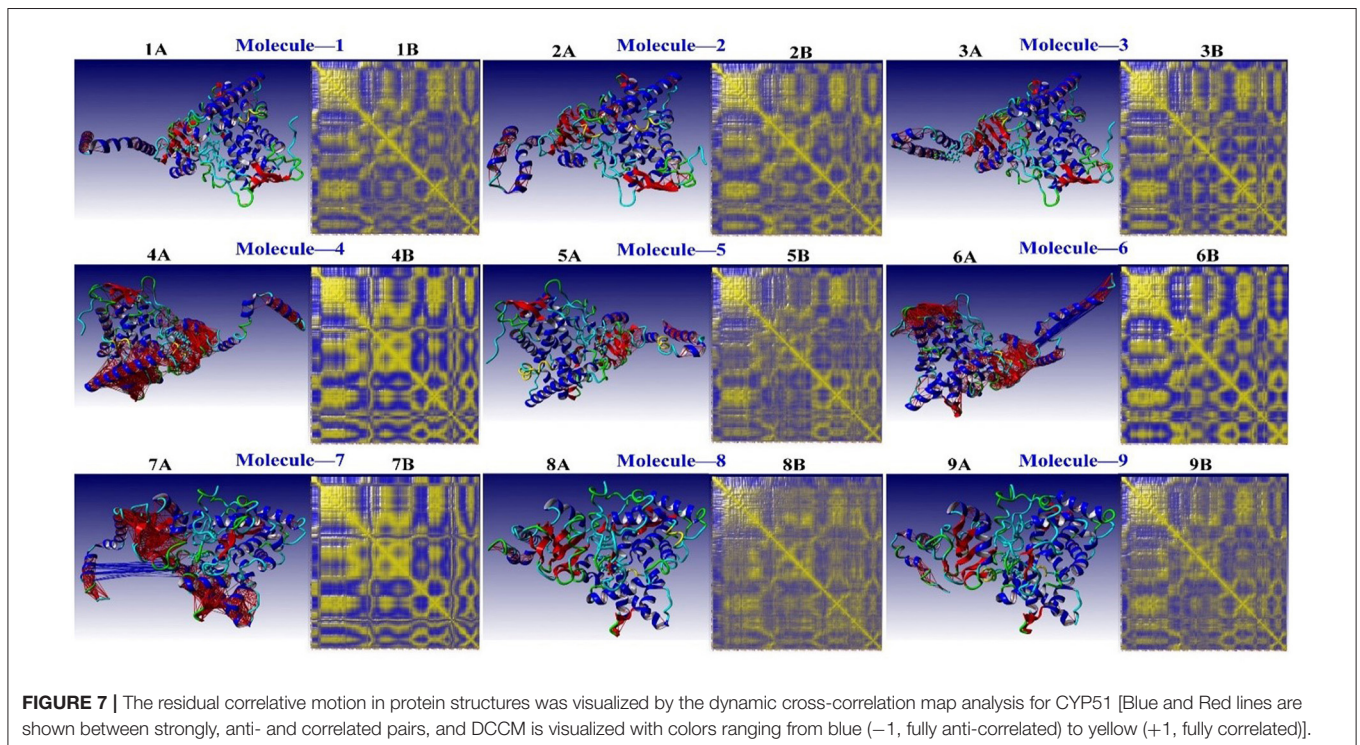 1A Molecule—1 1B 2A Molecule—2 2B 3A Molecule—3 3B
4A Molecule—4 4B 5A Molecule—5 5B 6A Molecule—6 6B
7A Molecule—7 7B 8A Molecule—8 8B 9A Molecule—9 9B
FIGURE 7 | The residual correlative motion in protein structures was visualized by the dynamic cross-correlation map analysis for CYP51 [Blue and Red lines are
shown between strongly, anti- and correlated pairs, and DCCM is visualized with colors ranging from blue (−1, fully anti-correlated) to yellow (+1, fully correlated)].